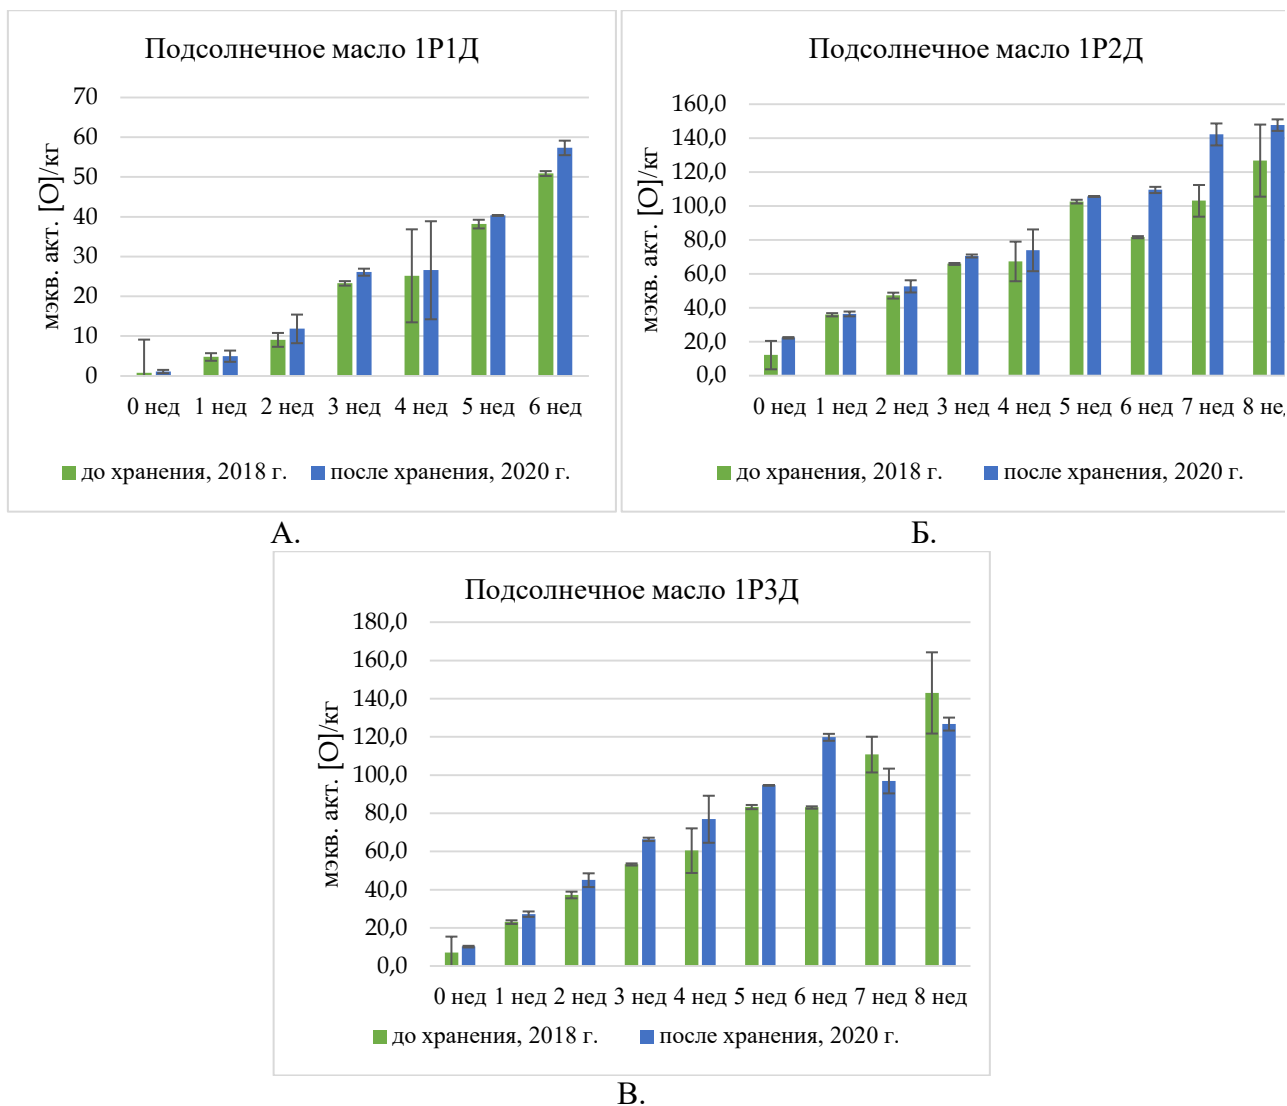 Подсолнечное масло 1Р1Д
мэкв. акт. [О]/кг
70
60
50
40
30
20
10
0
0 нед 1 нед 2 нед 3 нед 4 нед 5 нед 6 нед
до хранения, 2018 г. после хранения, 2020 г.
А.
Подсолнечное масло 1Р2Д
мэкв. акт. [О]/кг
160,0
140,0
120,0
100,0
80,0
60,0
40,0
20,0
0,0
0 нед 1 нед 2 нед 3 нед 4 нед 5 нед 6 нед 7 нед 8 нед
до хранения, 2018 г. после хранения, 2020 г.
Б.
Подсолнечное масло 1Р3Д
мэкв. акт. [О]/кг
180,0
160,0
140,0
120,0
100,0
80,0
60,0
40,0
20,0
0,0
0 нед 1 нед 2 нед 3 нед 4 нед 5 нед 6 нед 7 нед 8 нед
до хранения, 2018 г. после хранения, 2020 г.
В.